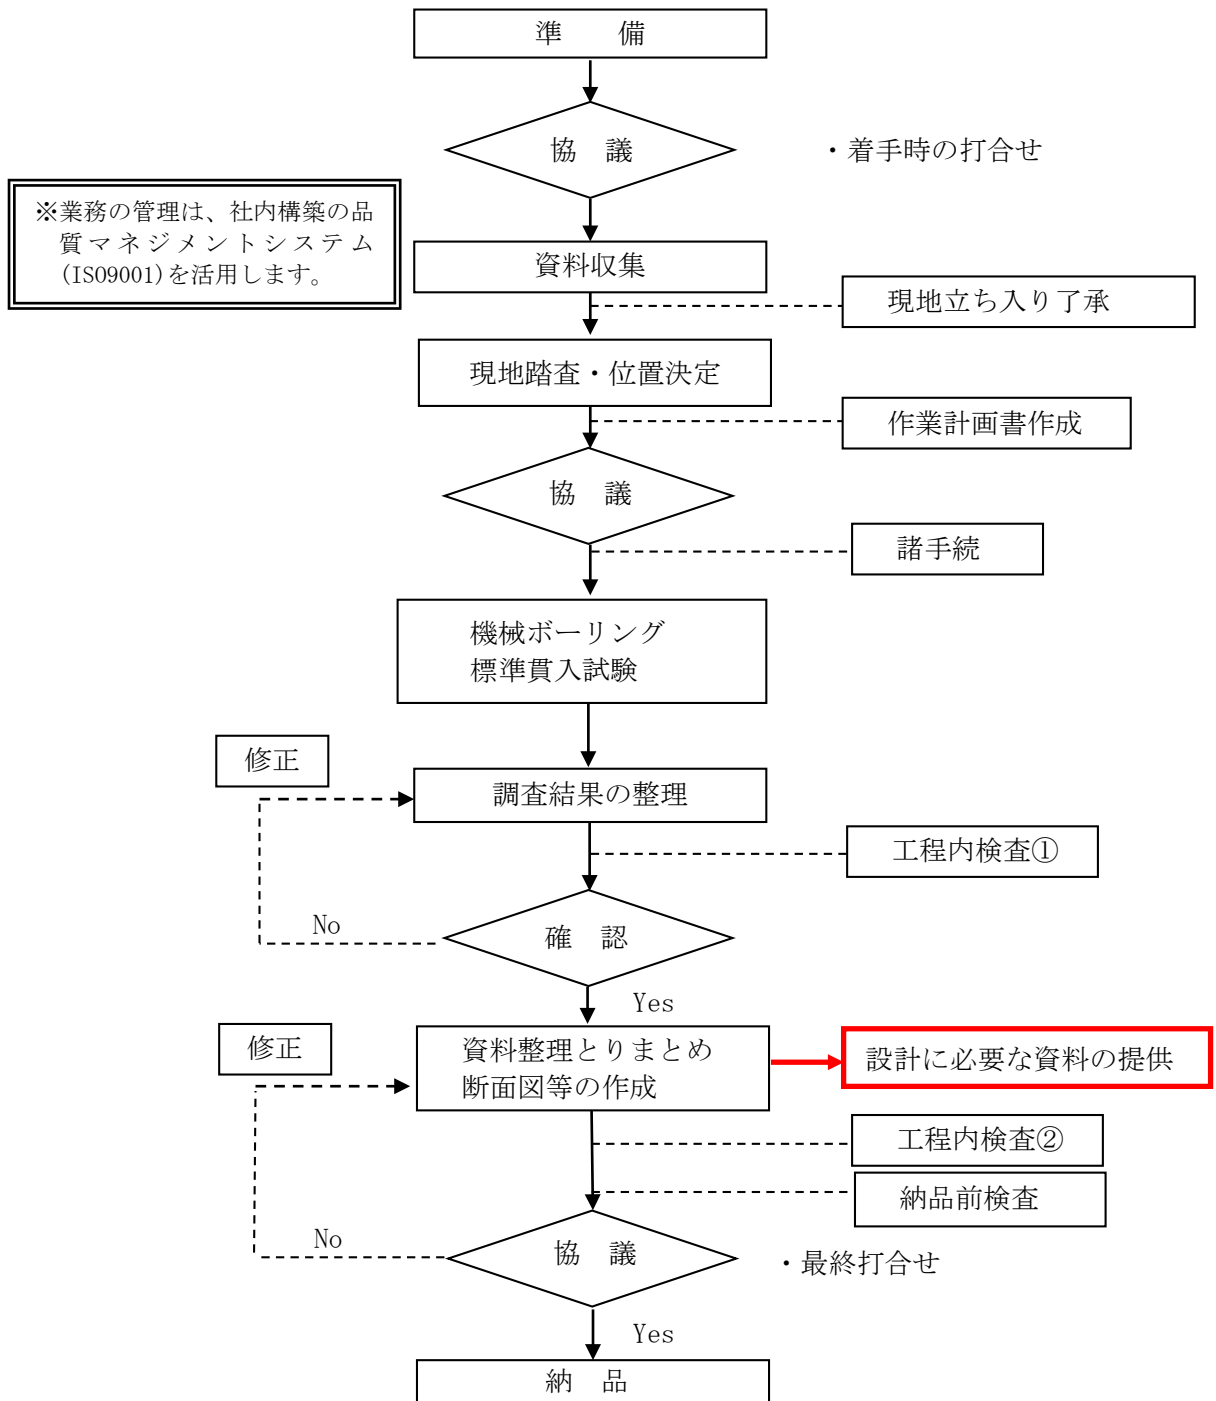 準　　備
協　議
・着手時の打合せ
※業務の管理は、社内構築の品
質マネジメントシステム
(ISO9001)を活用します。
資料収集
現地立ち入り了承
現地踏査・位置決定
作業計画書作成
協　議
諸手続
機械ボーリング
標準貫入試験
修正
調査結果の整理
工程内検査①
No
確　認
Yes
修正
資料整理とりまとめ
断面図等の作成
設計に必要な資料の提供
工程内検査②
納品前検査
No
協　議
・最終打合せ
Yes
納　品